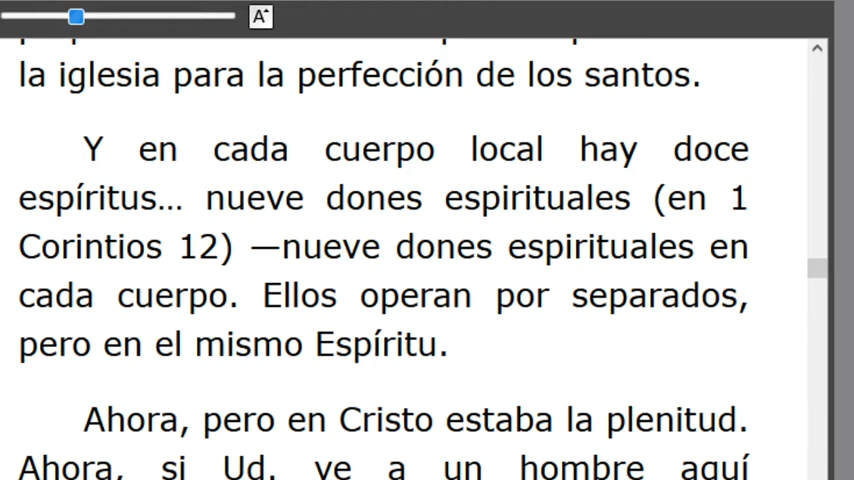 A
la iglesia para la perfección de los santos.
Y en cada cuerpo local hay doce
espíritus... nueve dones espirituales (en 1
Corintios 12) —nueve dones espirituales en
cada cuerpo. Ellos operan por separados,
pero en el mismo Espíritu.
Ahora, pero en Cristo estaba la plenitud.
Ahora, si Ud. ve a un hombre aquí